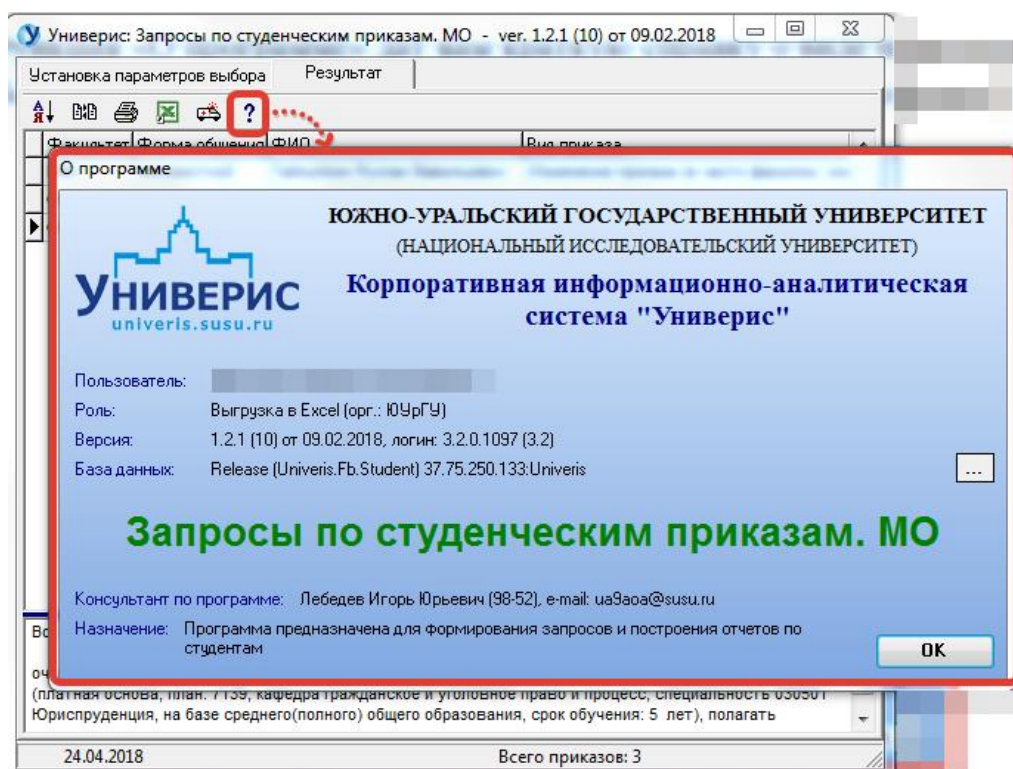 Универис: Запросы по студенческим приказам. МО - ver. 1.2.1 (10) от 09.02.2018
Установка параметров выбора Результат
?
Факультет Форма обучения ФИО Вид приказа
О программе
ЮЖНО-УРАЛЬСКИЙ ГОСУДАРСТВЕННЫЙ УНИВЕРСИТЕТ
(НАЦИОНАЛЬНЫЙ ИССЛЕДОВАТЕЛЬСКИЙ УНИВЕРСИТЕТ)
Корпоративная информационно-аналитическая
система "Универис"
УНИВЕРИС
univeris.susu.ru
Пользователь:
Роль: Выгрузка в Excel (орг.: ЮУрГУ)
Версия: 1.2.1 (10) от 09.02.2018, логин: 3.2.0.1097 (3.2)
База данных: Release (Univeris.Fb.Student) 37.75.250.133:Univeris ...
Запросы по студенческим приказам. МО
Консультант по программе: Лебедев Игорь Юрьевич (98-52), e-mail: ua9aoa@susu.ru
Назначение: Программа предназначена для формирования запросов и построения отчетов по
студентам
OK
(платная основа, план: 7139, кафедра гражданское и уголовное право и процесс, специальность 030501
Юриспруденция, на базе среднего(полного) общего образования, срок обучения: 5 лет), полагать
24.04.2018 Всего приказов: 3